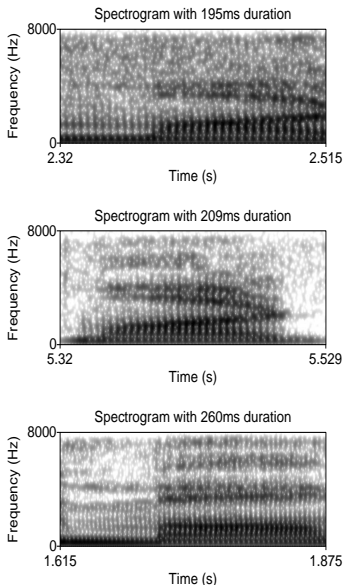 Spectrogram with 195ms duration
8000
Frequency (Hz)
0
2.32
2.515
Time (s)
Spectrogram with 209ms duration
8000
Frequency (Hz)
0
5.32
5.529
Time (s)
Spectrogram with 260ms duration
8000
Frequency (Hz)
0
1.615
1.875
Time (s)